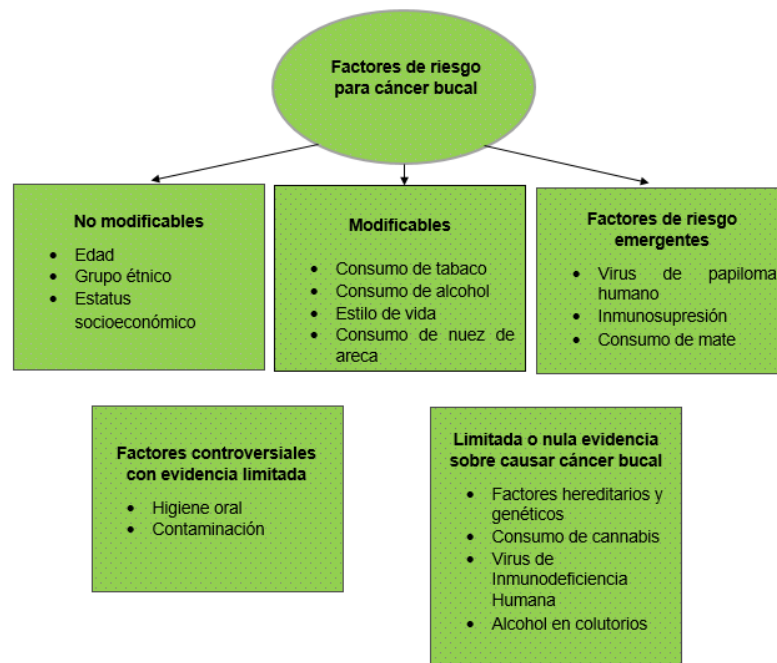 Factores de riesgo
para cáncer bucal
No modificables
• Edad
• Grupo étnico
• Estatus
socioeconómico
Modificables
• Consumo de tabaco
• Consumo de alcohol
• Estilo de vida
• Consumo de nuez de
areca
Factores de riesgo
emergentes
• Virus de papiloma
humano
• Inmunosupresión
• Consumo de mate
Factores controversiales
con evidencia limitada
• Higiene oral
• Contaminación
Limitada o nula evidencia
sobre causar cáncer bucal
• Factores hereditarios y
genéticos
• Consumo de cannabis
• Virus de
Inmunodeficiencia
Humana
• Alcohol en colutorios